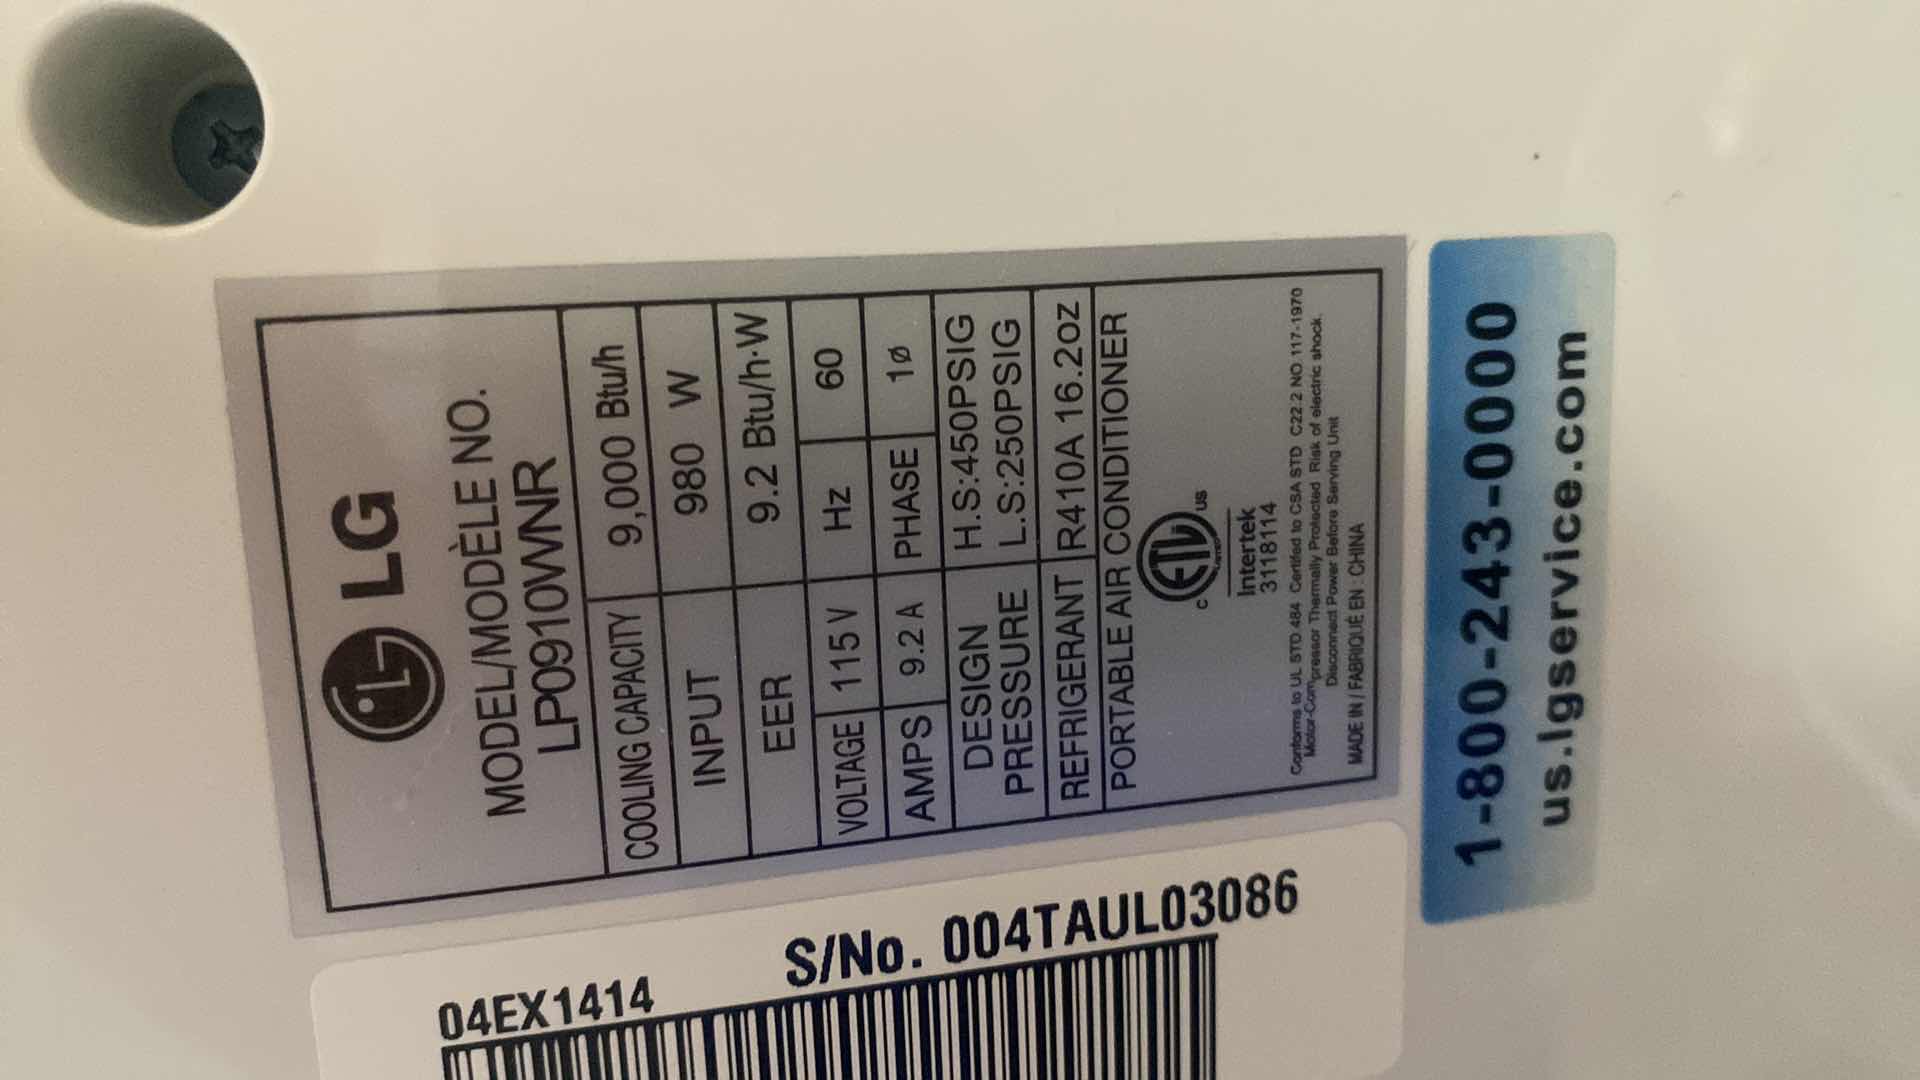 LG
MODEL/MODÈLE NO.
LP0910WNR
COOLING CAPACITY 9,000 Btu/h
INPUT 980 W
EER 9.2 Btu/h·W
VOLTAGE 115 V Hz 60
AMPS 9.2 A PHASE 1ø
DESIGN PRESSURE H.S:450PSIG
L.S:250PSIG
REFRIGERANT R410A 16.2oz
PORTABLE AIR CONDITIONER
C ETL US
Intertek
3118114
Conforms to UL STD 484 Certified to CSA STD C22.2 NO.117-1970
Motor-Compressor Thermally Protected Risk of electric shock.
Disconnect Power Before Serving Unit
MADE IN / FABRIQUÉ EN : CHINA
1-800-243-0000
us.lgservice.com
04EX1414
S/No. 004TAUL03086